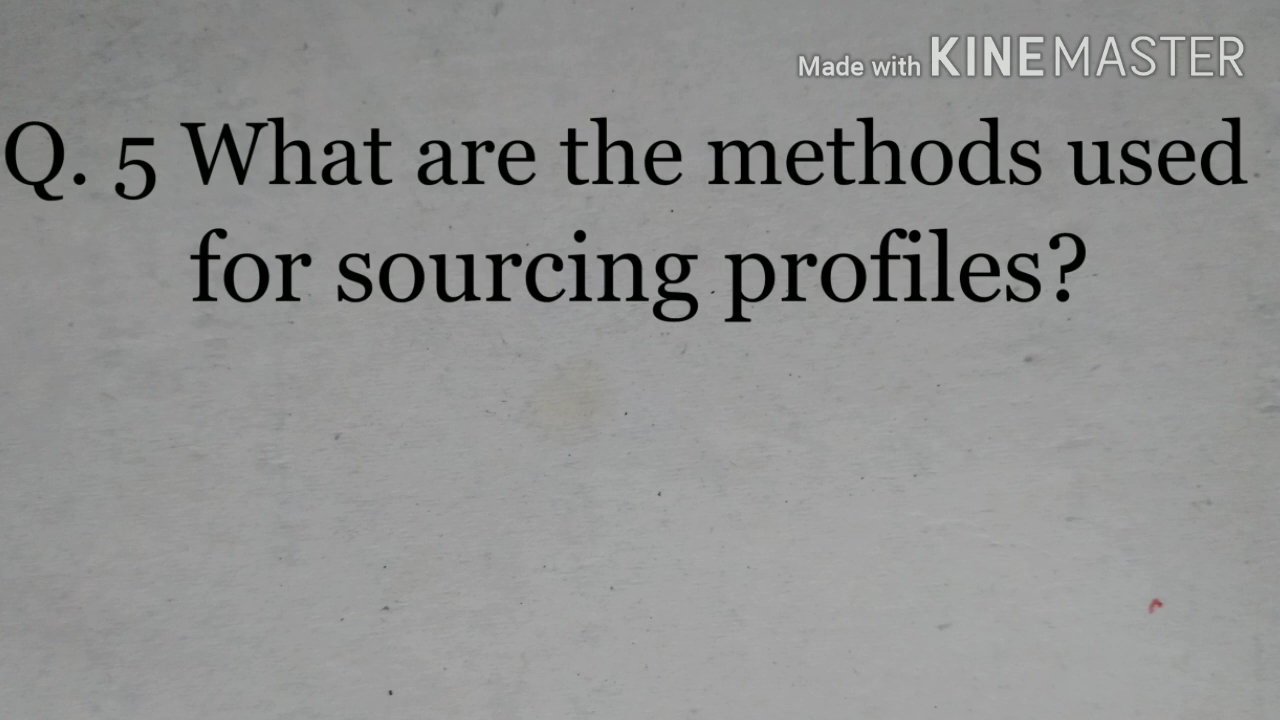 Made with KINEMASTER
Q. 5 What are the methods used
for sourcing profiles?